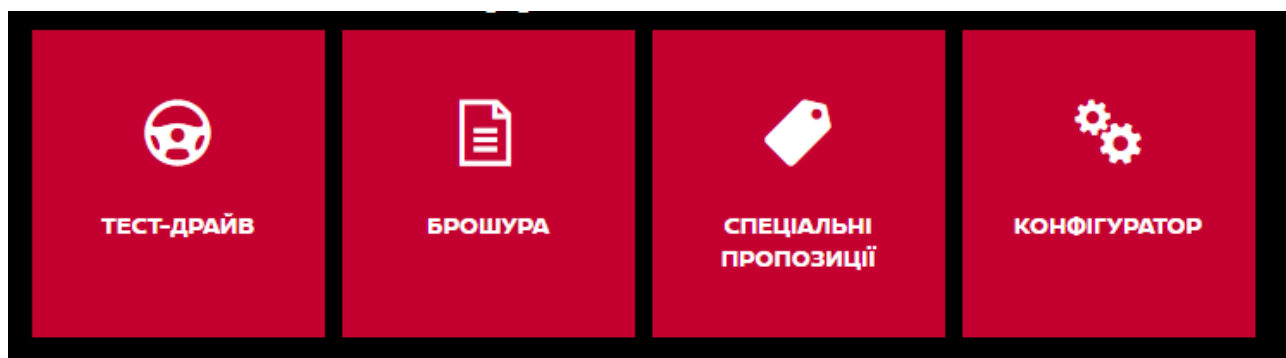 ТЕСТ-ДРАЙВ
БРОШУРА
СПЕЦІАЛЬНІ
ПРОПОЗИЦІЇ
КОНФІГУРАТОР